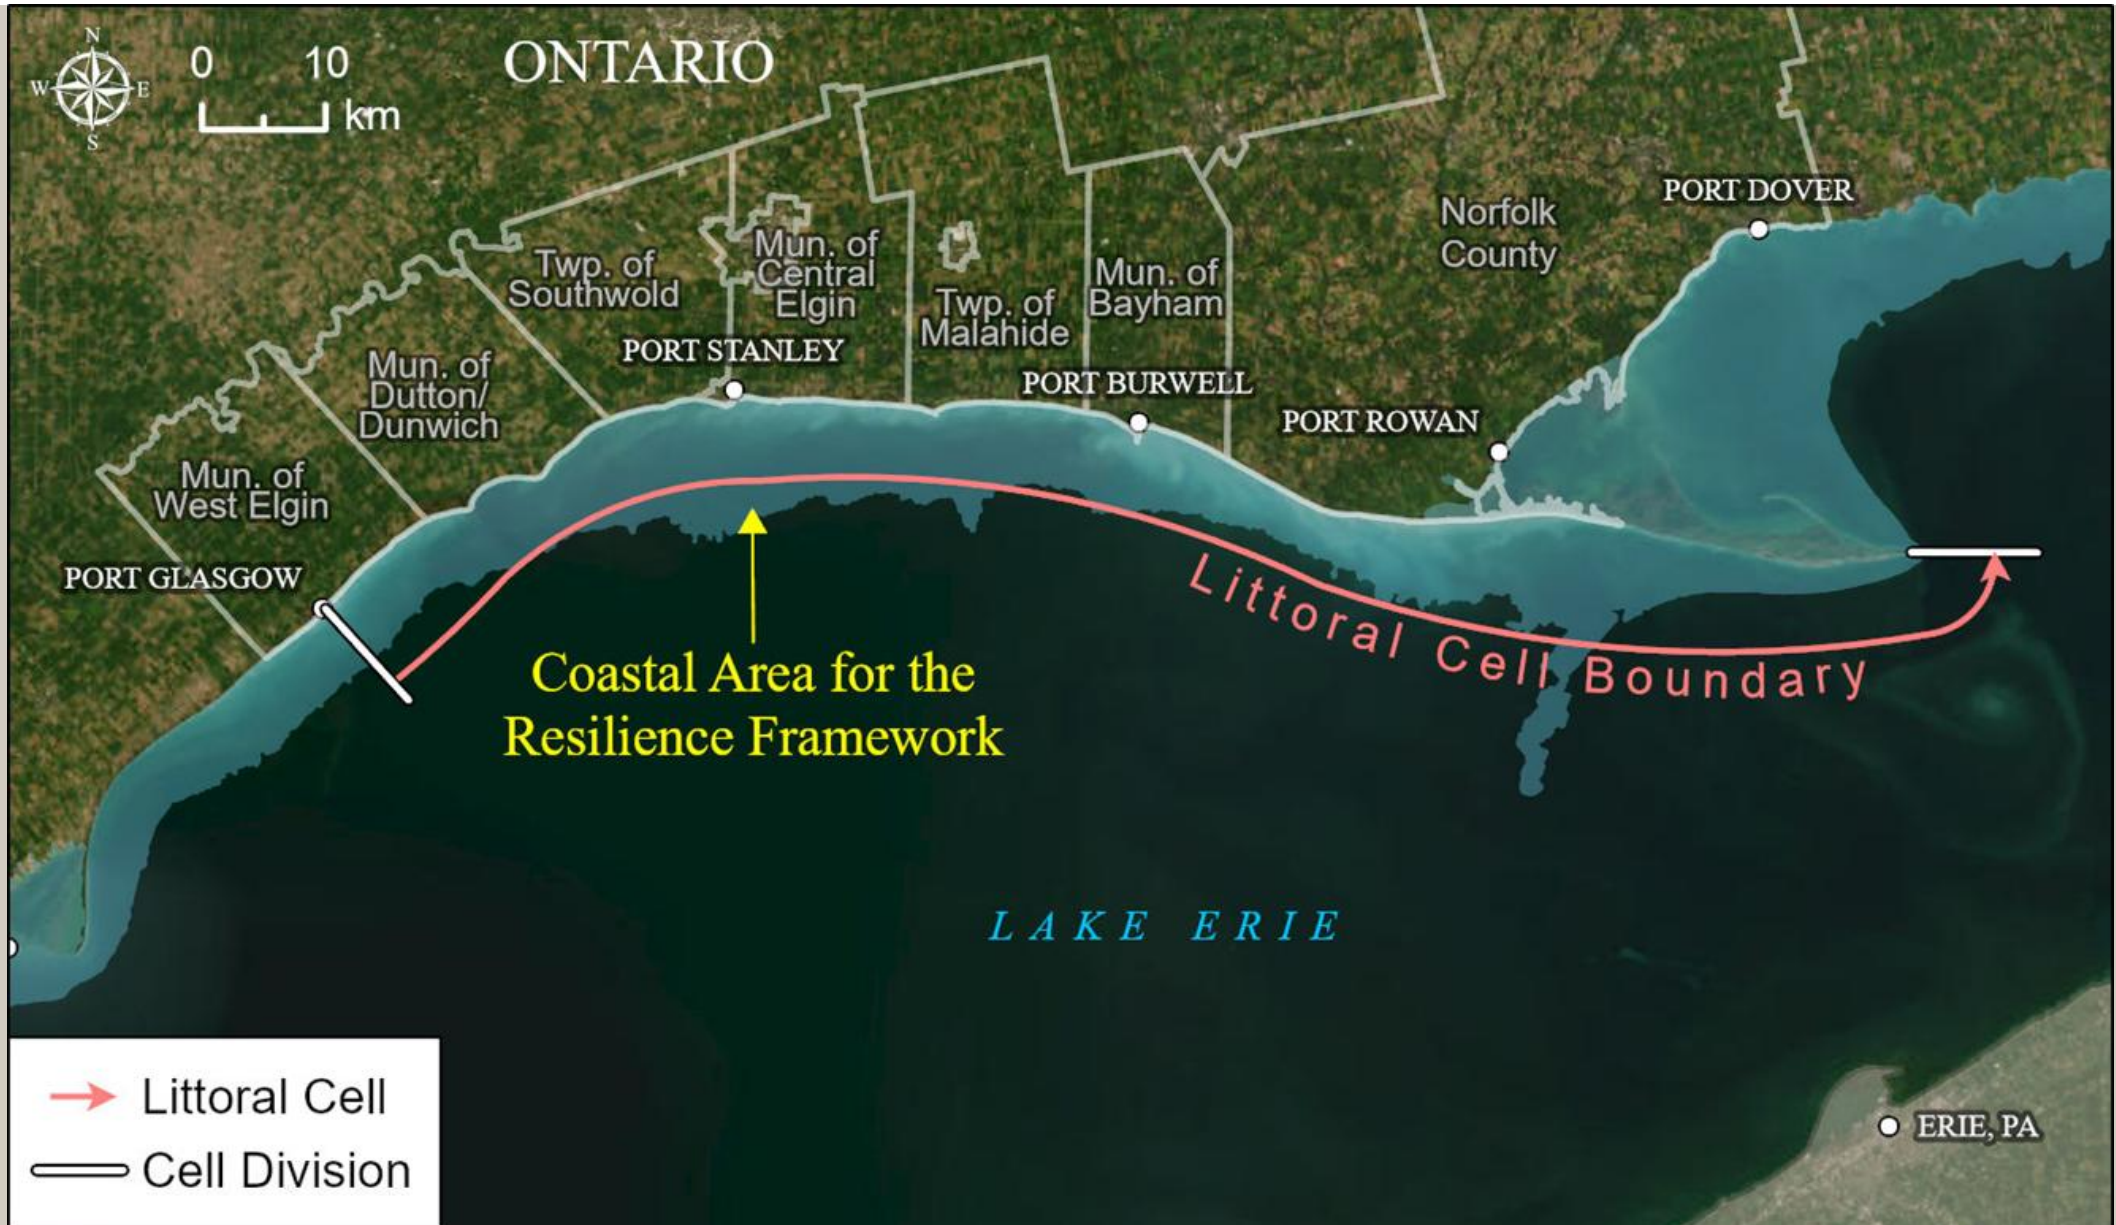 N
W E
S
0 10
km
ONTARIO
PORT DOVER
Norfolk
County
Twp. of
Southwold
Mun. of
Central
Elgin
Mun. of
Bayham
Twp. of
Malahide
PORT STANLEY
Mun. of
Dutton/
Dunwich
PORT BURWELL
PORT ROWAN
Mun. of
West Elgin
PORT GLASGOW
Littoral Cell Boundary
Coastal Area for the
Resilience Framework
LAKE ERIE
Littoral Cell
Cell Division
ERIE, PA